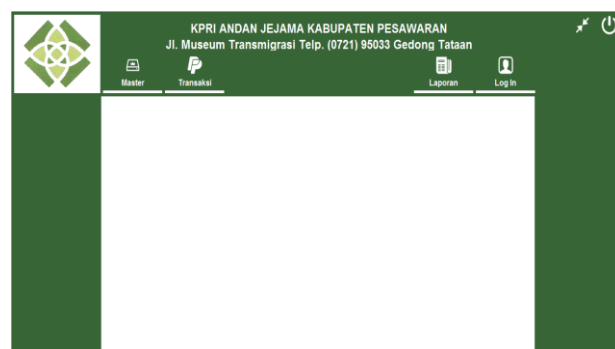 KPRI ANDAN JEJAMA KABUPATEN PESAWARAN
Jl. Museum Transmigrasi Telp. (0721) 95033 Gedong Tataan
Master Transaksi Laporan Log In